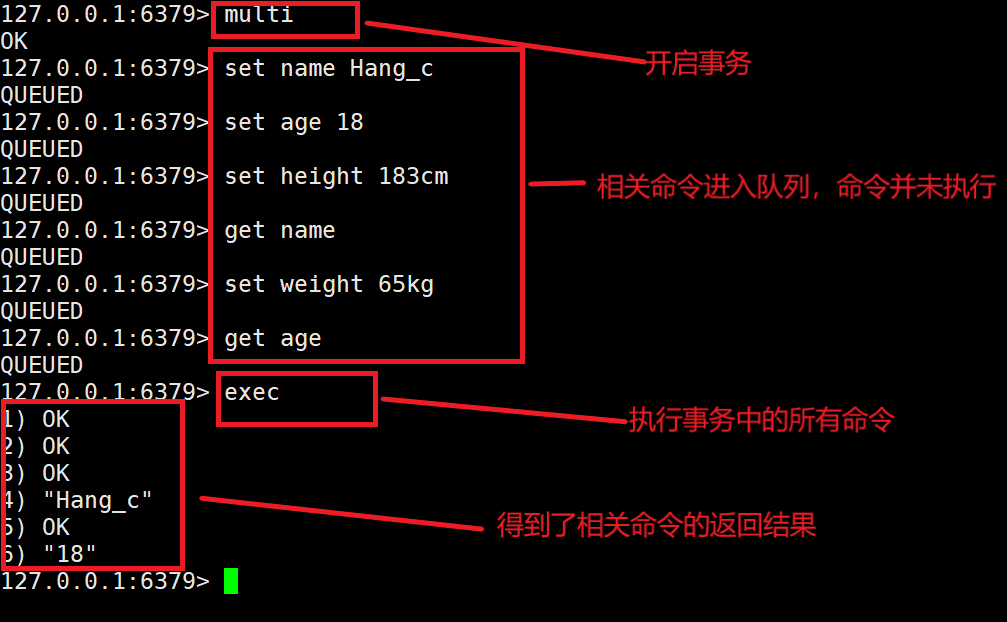 127.0.0.1:6379> multi
OK
开启事务
127.0.0.1:6379> set name Hang_c
QUEUED
127.0.0.1:6379> set age 18
QUEUED
127.0.0.1:6379> set height 183cm
相关命令进入队列，命令并未执行
QUEUED
127.0.0.1:6379> get name
QUEUED
127.0.0.1:6379> set weight 65kg
QUEUED
127.0.0.1:6379> get age
QUEUED
127.0.0.1:6379> exec
1) OK
执行事务中的所有命令
2) OK
3) OK
4) "Hang_c"
5) OK
得到了相关命令的返回结果
6) "18"
127.0.0.1:6379>